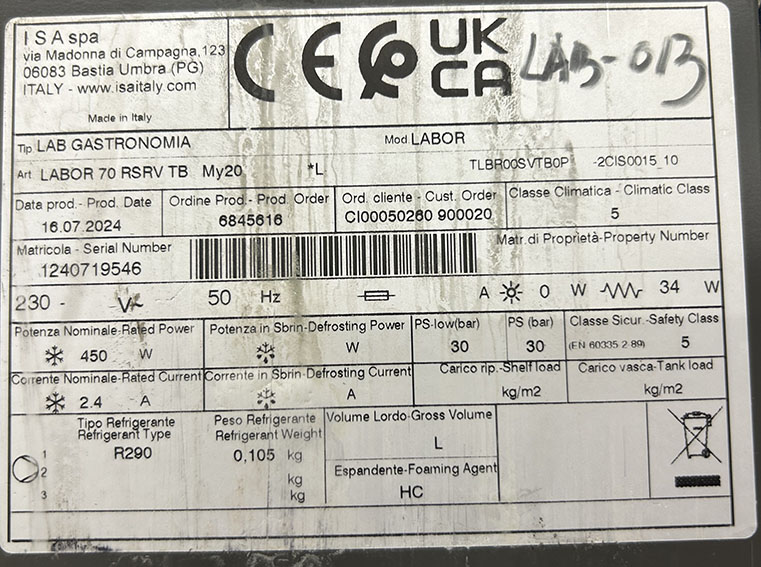 ISA spa
via Madonna di Campagna,123
06083 Bastia Umbra (PG)
ITALY - www.isaitaly.com
Made in Italy
CE
UK
CA
LAB-013
Tip LAB GASTRONOMIA Mod LABOR
Art LABOR 70 RSRV TB My20 *L TLBR00SVTB0P -2CIS0015_10
Data prod.- Prod. Date Ordine Prod.- Prod. Order Ord. cliente - Cust. Order Classe Climatica - Climatic Class
16.07.2024 6845616 CI00050260 900020 5
Matricola - Serial Number Matr.di Proprietà-Property Number
1240719546
230 - V~ 50 Hz A 0 W 34 W
Potenza Nominale-Rated Power Potenza in Sbrin-Defrosting Power PS-low(bar) PS (bar) Classe Sicur.-Safety Class
450 W W 30 30 (EN 60335 2-89) 5
Corrente Nominale-Rated Current Corrente in Sbrin-Defrosting Current Carico rip.-Shelf load Carico vasca-Tank load
2.4 A A kg/m2 kg/m2
Tipo Refrigerante Peso Refrigerante Volume Lordo-Gross Volume
Refrigerant Type Refrigerant Weight
1 R290 0,105 kg L
2 kg Espandente-Foaming Agent
3 kg HC